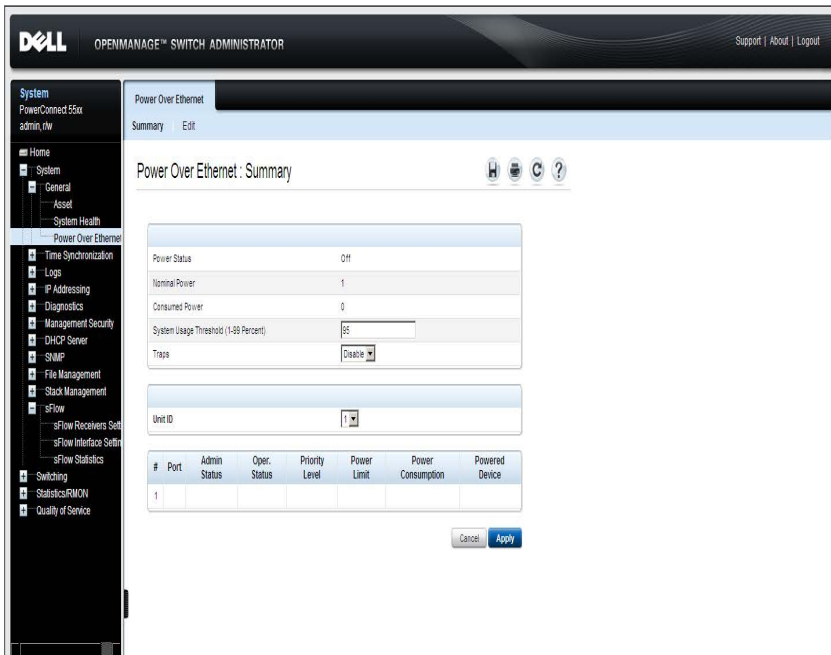 DELL OPENMANAGE™ SWITCH ADMINISTRATOR
Support | About | Logout
System
PowerConnect 55xx
admin, r/w
Home
System
General
Asset
System Health
Power Over Ethernet
Time Synchronization
Logs
IP Addressing
Diagnostics
Management Security
DHCP Server
SNMP
File Management
Stack Management
sFlow
sFlow Receivers Sett
sFlow Interface Settin
sFlow Statistics
Switching
Statistics/RMON
Quality of Service
Power Over Ethernet
Summary Edit
Power Over Ethernet : Summary
Power Status Off
Nominal Power 1
Consumed Power 0
System Usage Threshold (1-99 Percent) 95
Traps Disable
Unit ID 1
# Port Admin Status Oper. Status Priority Level Power Limit Power Consumption Powered Device
1
Cancel Apply